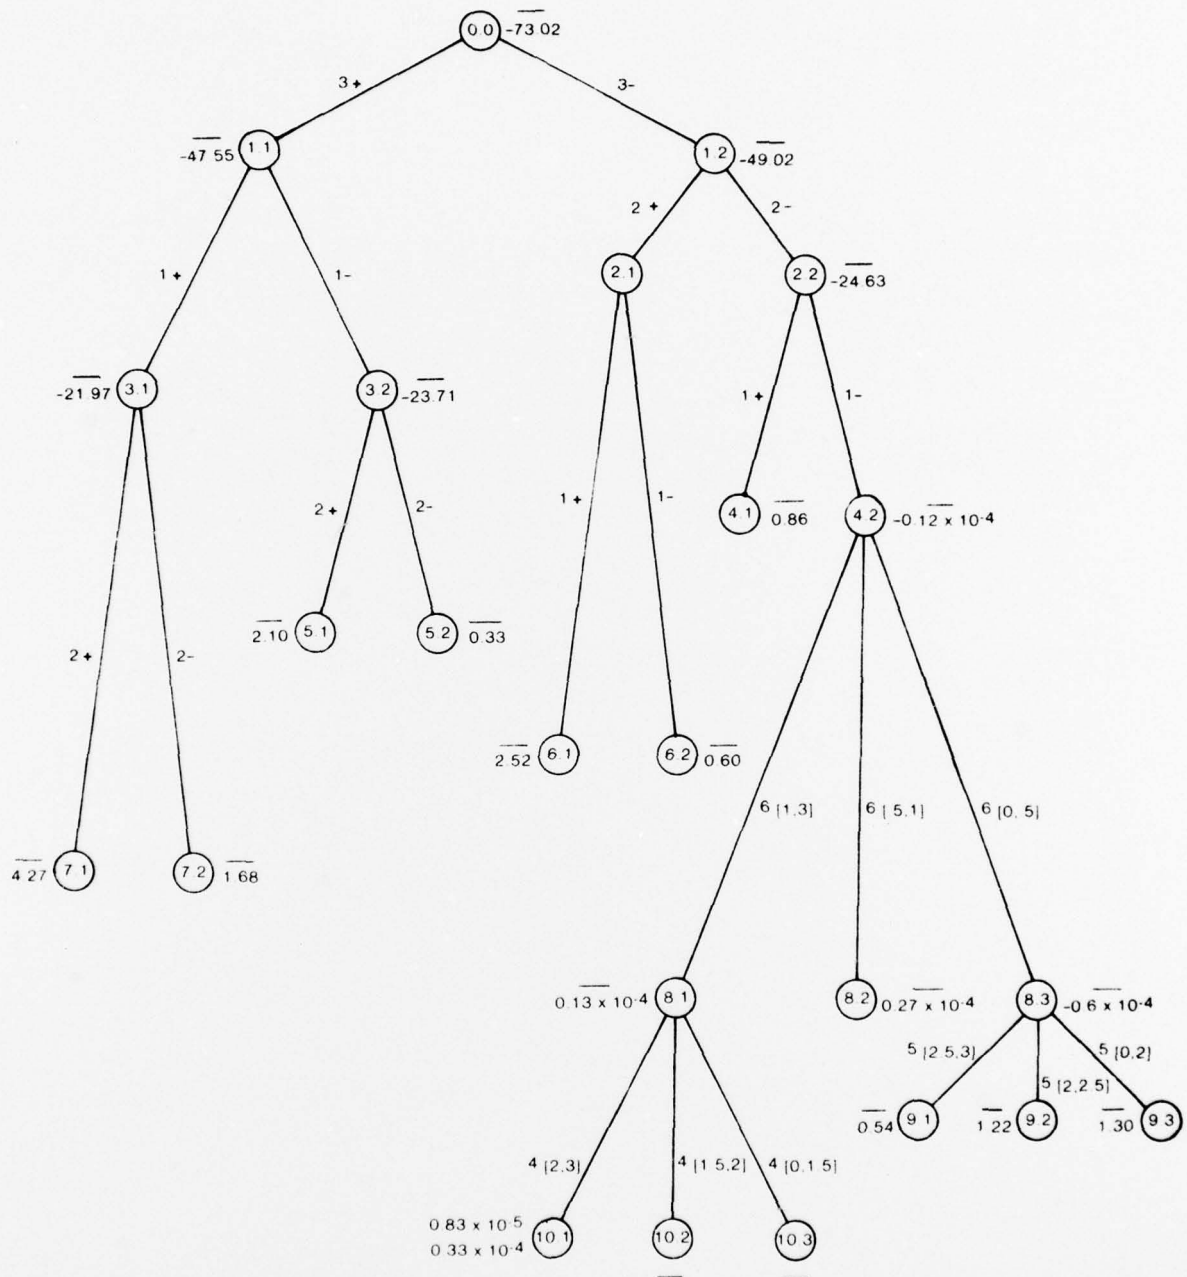 0.0 -73.02
3+ 3-
-47.55 1.1 1.2 -49.02
2+ 2-
1+ 1- 2.1 2.2 -24.63
-21.97 3.1 3.2 -23.71 1+ 1-
2+ 2- 1+ 1- 4.1 0.86 4.2 -0.12 x 10-4
2.10 5.1 5.2 0.33
2+ 2-
2.52 6.1 6.2 0.60
6 [1,3] 6 [.5,1] 6 [0,.5]
4.27 7.1 7.2 1.68
0.13 x 10-4 8.1 8.2 0.27 x 10-4 8.3 -0.6 x 10-4
5 [2.5,3] 5 [0,2]
5 [2,2.5]
0.54 9.1 1.22 9.2 1.30 9.3
4 [2,3] 4 [1.5,2] 4 [0,1.5]
0.83 x 10-5
0.33 x 10-4 10.1 10.2 10.3